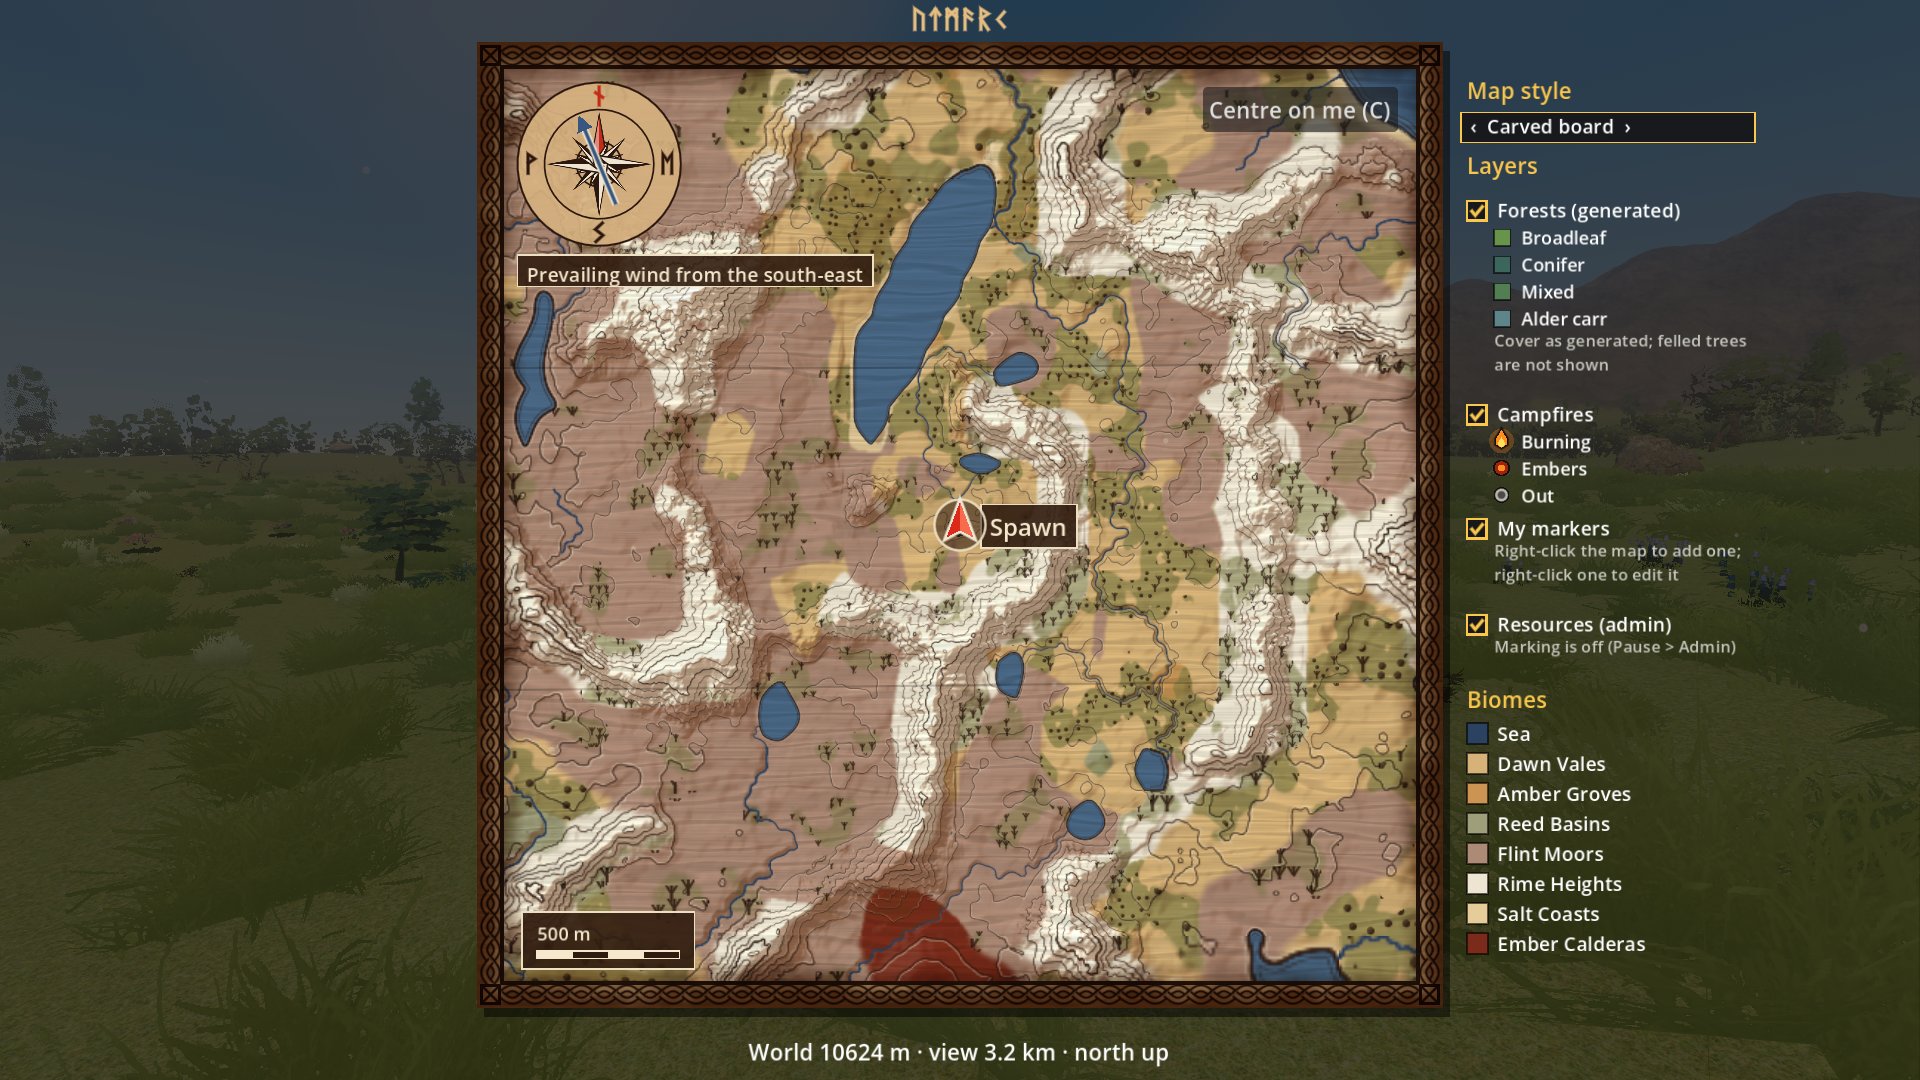 ᚢᛏᛗᚨᚱᚲ
ᚾ
ᚹ
ᛖ
ᛊ
Centre on me (C)
Prevailing wind from the south-east
Spawn
500 m
World 10624 m · view 3.2 km · north up
Map style
‹ Carved board ›
Layers
Forests (generated)
Broadleaf
Conifer
Mixed
Alder carr
Cover as generated; felled trees
are not shown
Campfires
Burning
Embers
Out
My markers
Right-click the map to add one;
right-click one to edit it
Resources (admin)
Marking is off (Pause > Admin)
Biomes
Sea
Dawn Vales
Amber Groves
Reed Basins
Flint Moors
Rime Heights
Salt Coasts
Ember Calderas